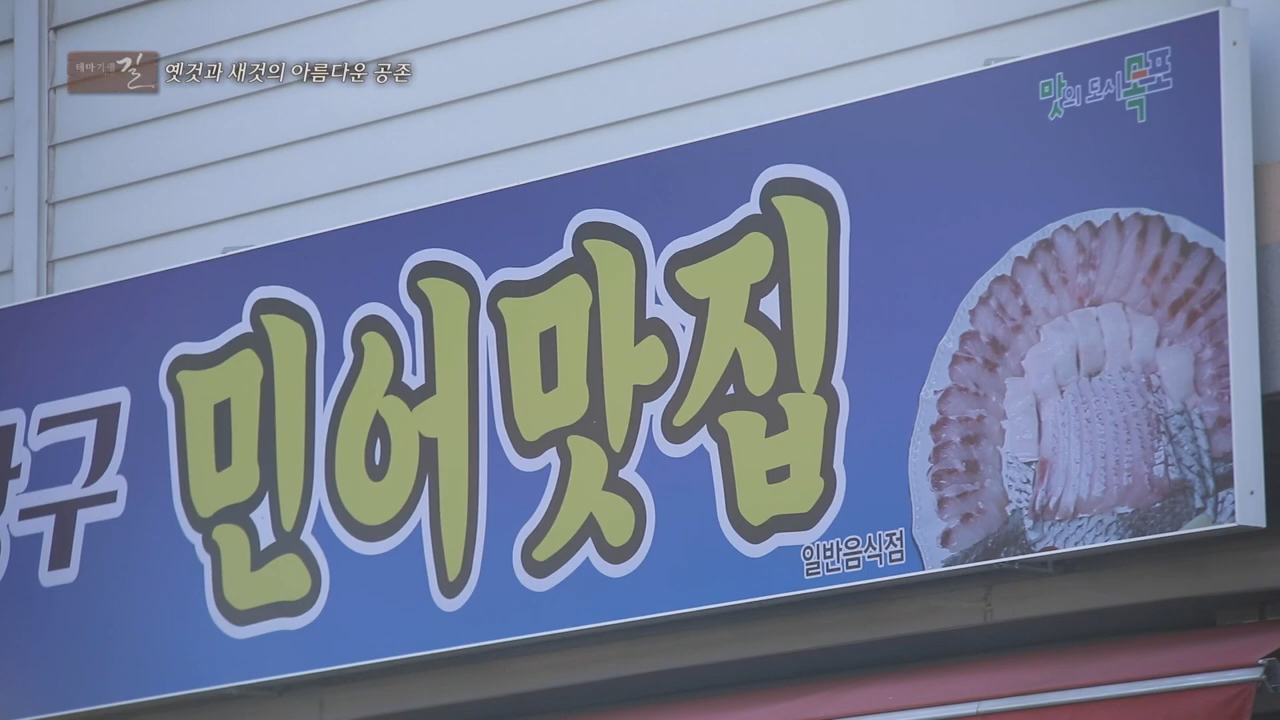 테마기행 길
옛것과 새것의 아름다운 공존
맛의 도시 목포
구
민어맛집
일반음식점